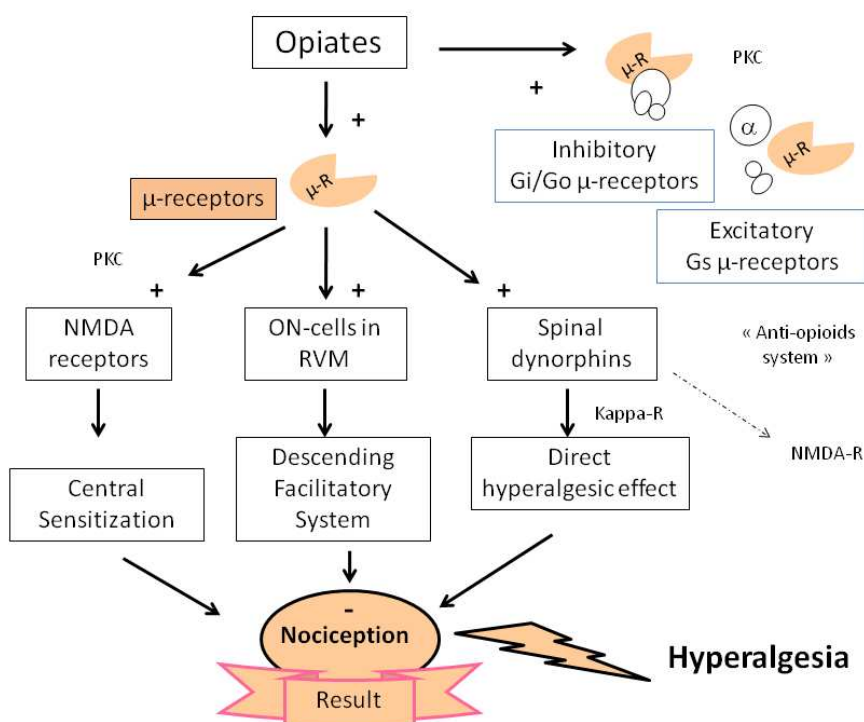 Opiates
+
+
μ-R
PKC
α
μ-R
Inhibitory
Gi/Go μ-receptors
Excitatory
Gs μ-receptors
μ-receptors
μ-R
PKC
+
+
+
NMDA
receptors
ON-cells in
RVM
Spinal
dynorphins
« Anti-opioids
system »
Kappa-R
NMDA-R
Central
Sensitization
Descending
Facilitatory
System
Direct
hyperalgesic effect
-
Nociception
Result
Hyperalgesia